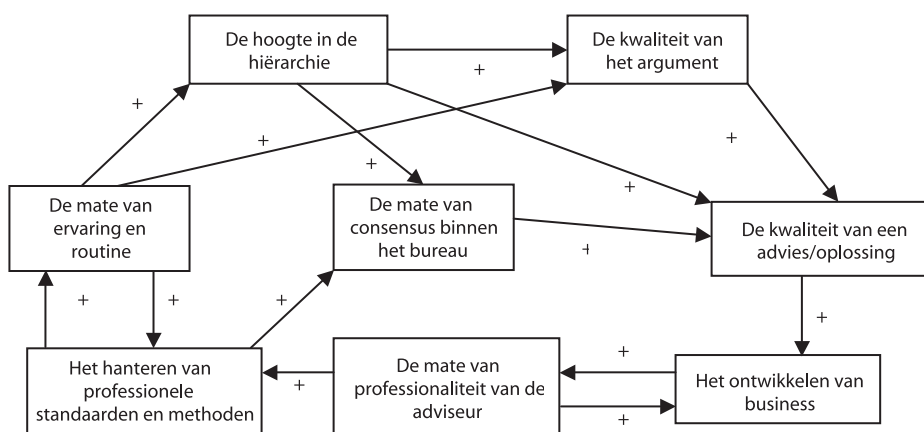 De hoogte in de
hiërarchie
De kwaliteit van
het argument
+
+
+
+
+
+
De mate van
ervaring en
routine
De mate van
consensus binnen
het bureau
De kwaliteit van een
advies/oplossing
+
+
+
+
+
Het hanteren van
professionele
standaarden en methoden
+
De mate van
professionaliteit van de
adviseur
+
+
Het ontwikkelen van
business